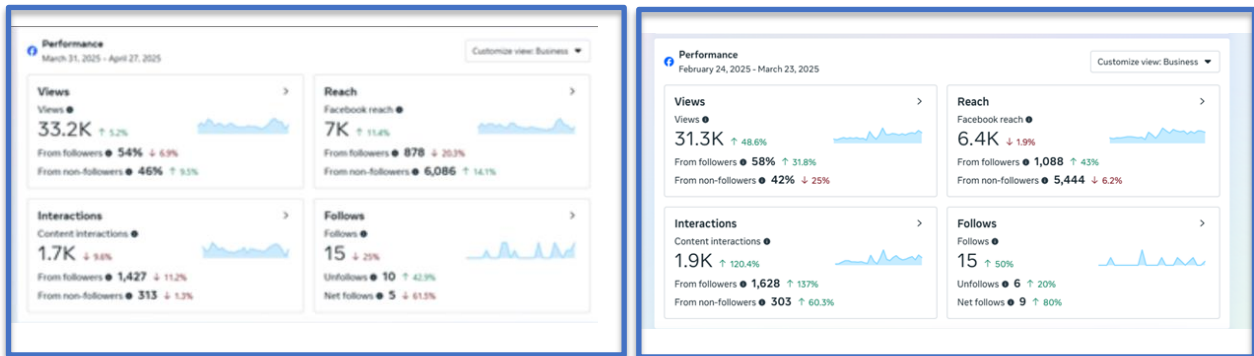 Performance
March 31, 2025 - April 27, 2025
Customize view: Business
Views
Views
33.2K ↑ 5.2%
From followers 54% ↓ 6.9%
From non-followers 46% ↑ 9.5%
Reach
Facebook reach
7K ↑ 11.4%
From followers 878 ↓ 20.3%
From non-followers 6,086 ↑ 14.1%
Interactions
Content interactions
1.7K ↓ 9.6%
From followers 1,427 ↓ 11.2%
From non-followers 313 ↓ 1.3%
Follows
Follows
15 ↓ 25%
Unfollows 10 ↑ 42.9%
Net follows 5 ↓ 61.5%
Performance
February 24, 2025 - March 23, 2025
Customize view: Business
Views
Views
31.3K ↑ 48.6%
From followers 58% ↑ 31.8%
From non-followers 42% ↓ 25%
Reach
Facebook reach
6.4K ↓ 1.9%
From followers 1,088 ↑ 43%
From non-followers 5,444 ↓ 6.2%
Interactions
Content interactions
1.9K ↑ 120.4%
From followers 1,628 ↑ 137%
From non-followers 303 ↑ 60.3%
Follows
Follows
15 ↑ 50%
Unfollows 6 ↑ 20%
Net follows 9 ↑ 80%